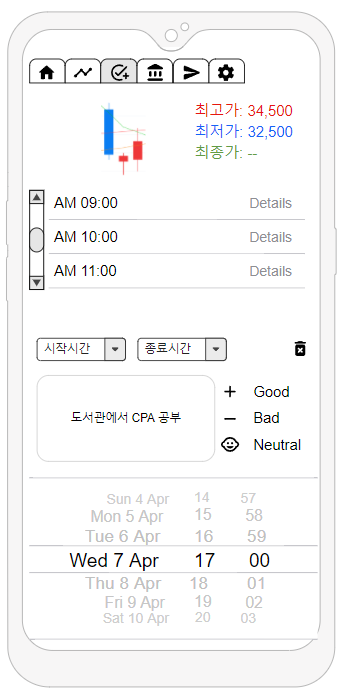 최고가: 34,500
최저가: 32,500
최종가: --
AM 09:00 Details
AM 10:00 Details
AM 11:00 Details
시작시간 종료시간
도서관에서 CPA 공부
+ Good
− Bad
Neutral
Sun 4 Apr 14 57
Mon 5 Apr 15 58
Tue 6 Apr 16 59
Wed 7 Apr 17 00
Thu 8 Apr 18 01
Fri 9 Apr 19 02
Sat 10 Apr 20 03